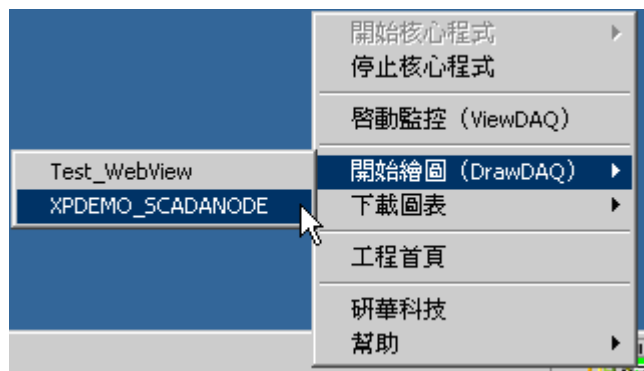 開始核心程式
停止核心程式
啓動監控（ViewDAQ）
開始繪圖（DrawDAQ）
下載圖表
工程首頁
研華科技
幫助
Test_WebView
XPDEMO_SCADANODE